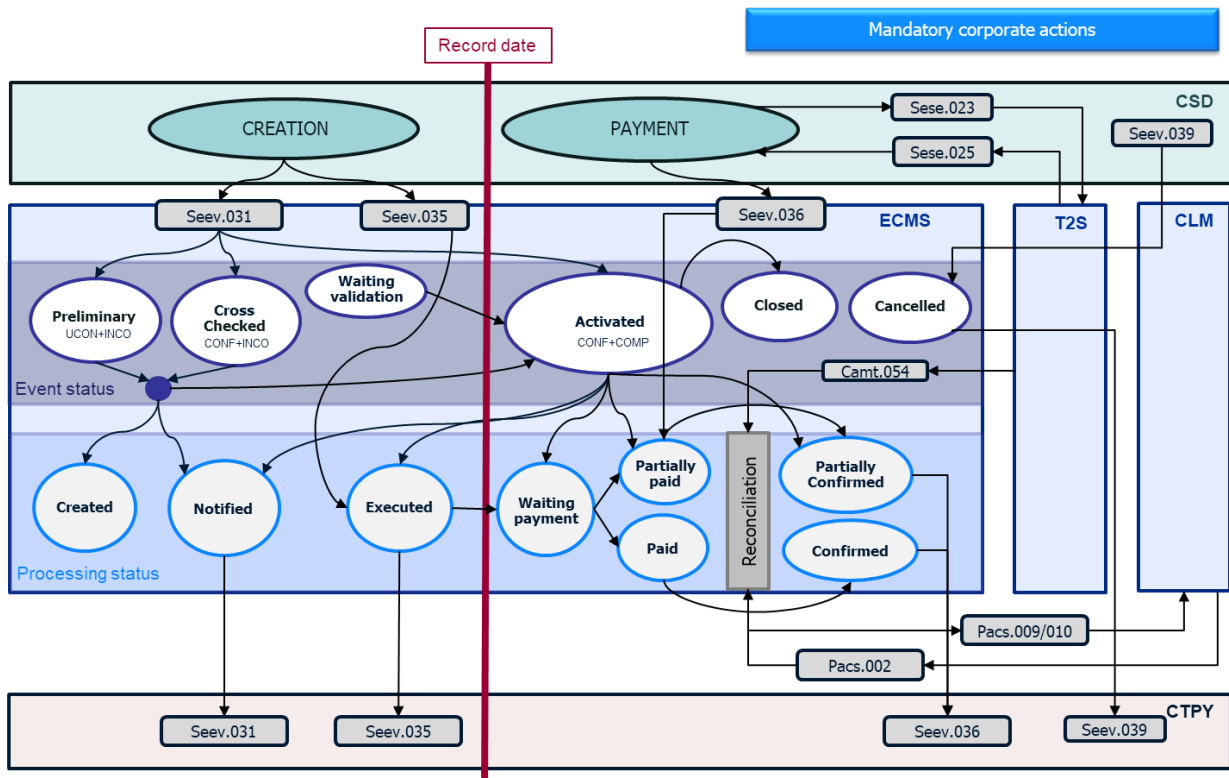 Mandatory corporate actions
Record date
CSD
CREATION
PAYMENT
Sese.023
Sese.025
Seev.039
Seev.031
Seev.035
Seev.036
ECMS
T2S
CLM
Preliminary
UCON+INCO
Cross
Checked
CONF+INCO
Waiting
validation
Activated
CONF+COMP
Closed
Cancelled
Event status
Camt.054
Created
Notified
Executed
Waiting
payment
Partially
paid
Paid
Reconciliation
Partially
Confirmed
Confirmed
Processing status
Pacs.009/010
Pacs.002
CTPY
Seev.031
Seev.035
Seev.036
Seev.039